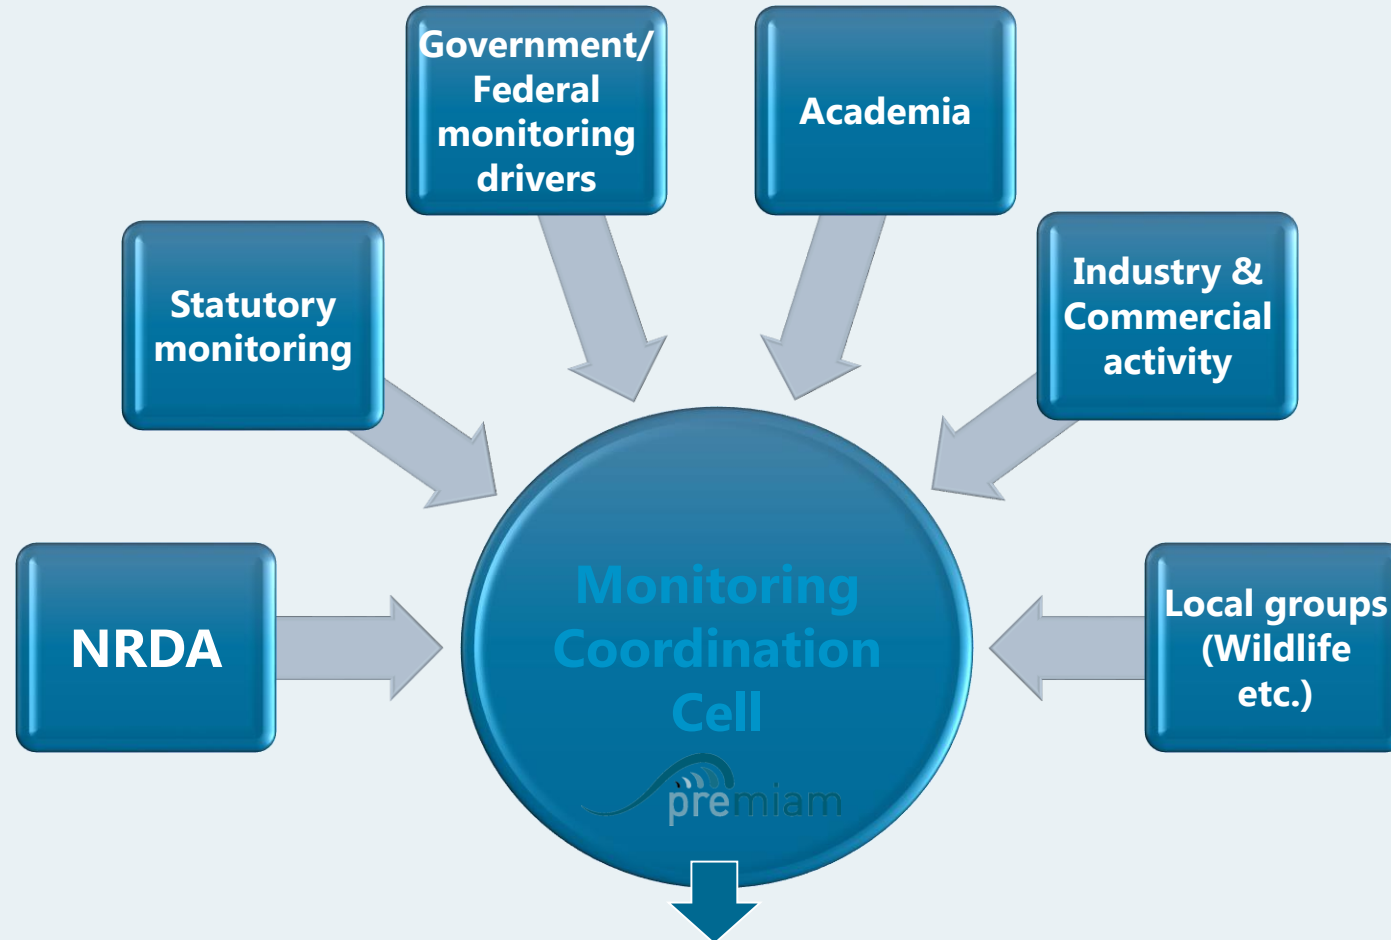 Government/
Federal
monitoring
drivers
Academia
Statutory
monitoring
Industry &
Commercial
activity
NRDA
Local groups
(Wildlife
etc.)
Monitoring
Coordination
Cell
premiam